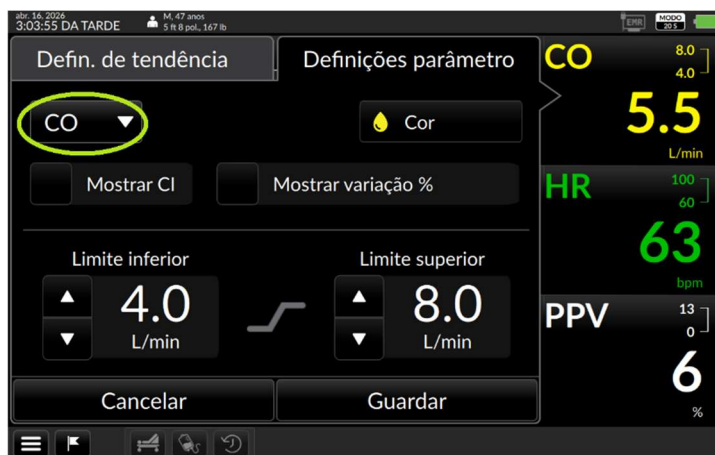 abr. 16, 2026
3:03:55 DA TARDE
M, 47 anos
5 ft 8 pol., 167 lb
EMR
MODO
20 S
Defin. de tendência
Definições parâmetro
CO
Cor
Mostrar CI
Mostrar variação %
Limite inferior
Limite superior
4.0
L/min
8.0
L/min
Cancelar
Guardar
CO
8.0
4.0
5.5
L/min
HR
100
60
63
bpm
PPV
13
0
6
%